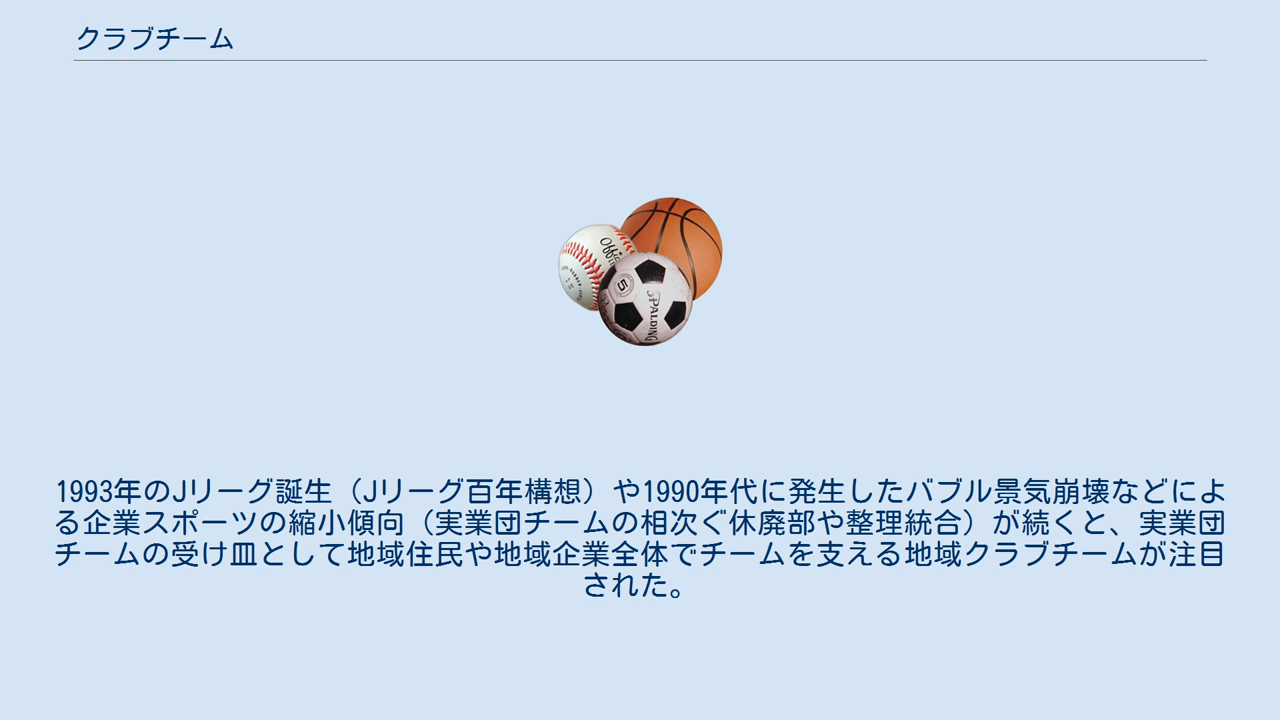 クラブチーム
Offici
5
SPALDING
1993年のJリーグ誕生（Jリーグ百年構想）や1990年代に発生したバブル景気崩壊などによ
る企業スポーツの縮小傾向（実業団チームの相次ぐ休廃部や整理統合）が続くと、実業団
チームの受け皿として地域住民や地域企業全体でチームを支える地域クラブチームが注目
された。